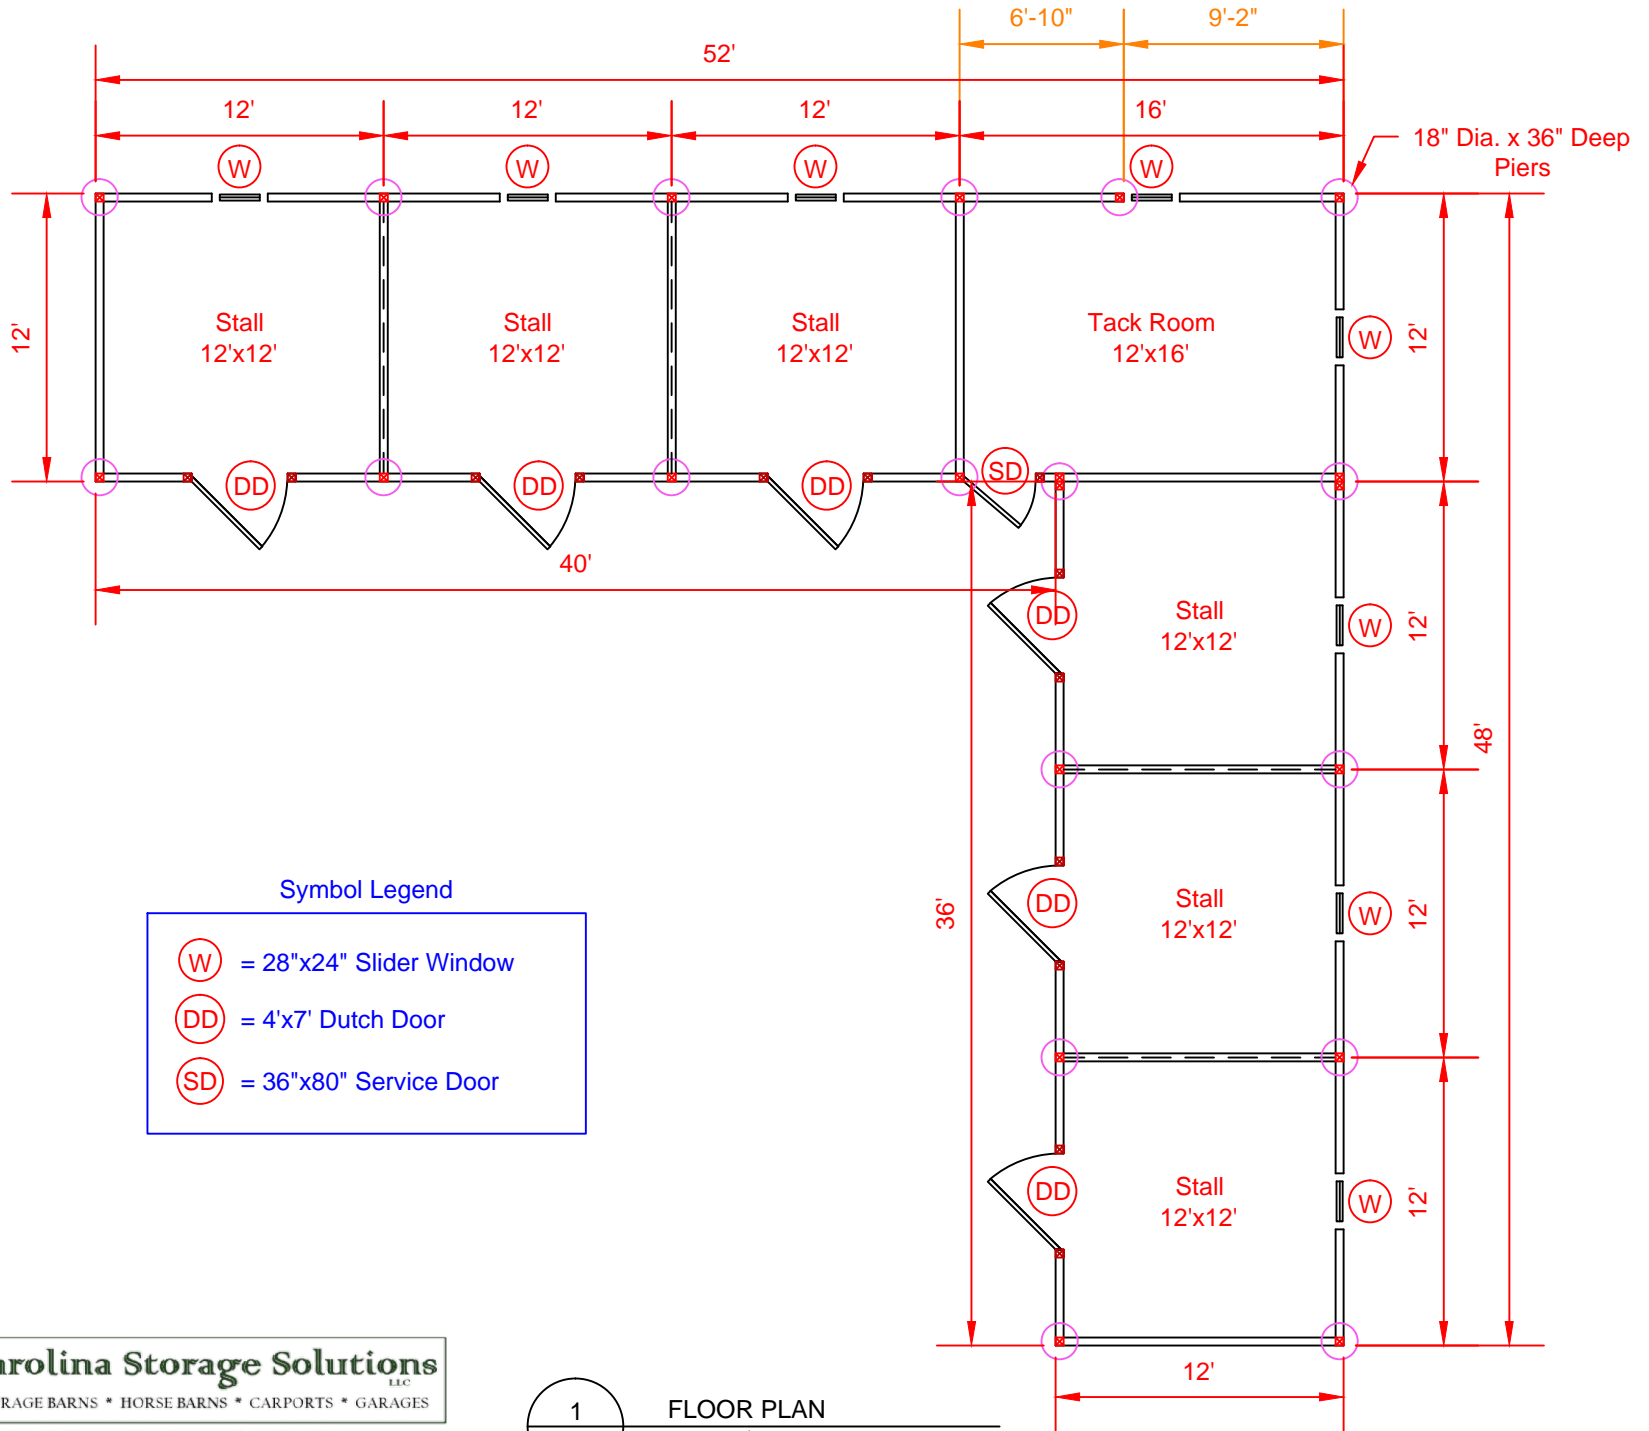 6'-10" 9'-2"
52'
12' 12' 12' 16'
18" Dia. x 36" Deep
Piers
W W W W
12'
Stall
12'x12'
Stall
12'x12'
Stall
12'x12'
Tack Room
12'x16'
W 12'
DD DD DD SD
40'
DD
Stall
12'x12'
W 12'
48'
36'
DD
Stall
12'x12'
W 12'
DD
Stall
12'x12'
W 12'
12'
Symbol Legend
W = 28"x24" Slider Window
DD = 4'x7' Dutch Door
SD = 36"x80" Service Door
arolina Storage Solutions
LLC
RAGE BARNS * HORSE BARNS * CARPORTS * GARAGES
1 FLOOR PLAN